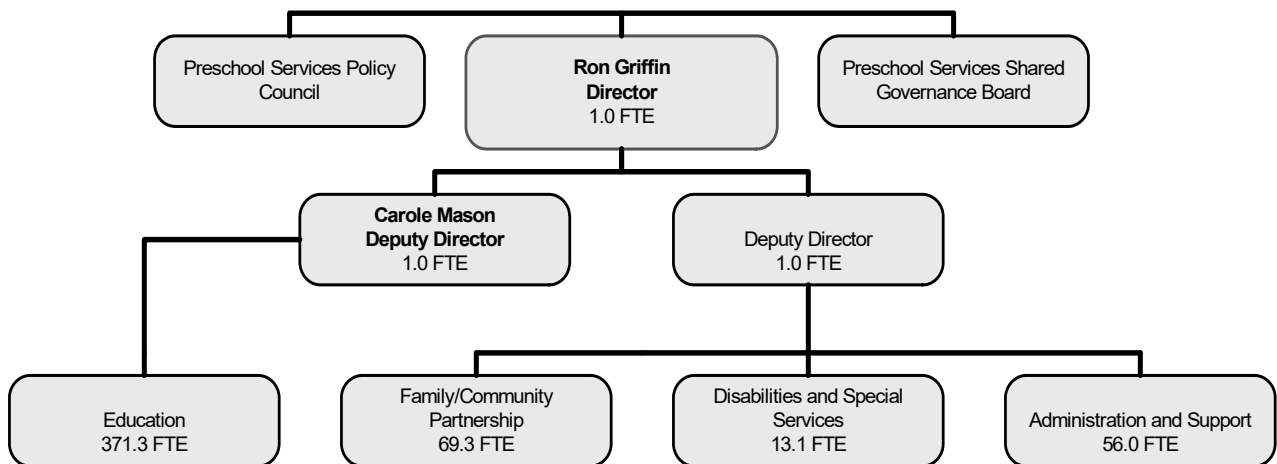 Preschool Services Policy
Council
Ron Griffin
Director
1.0 FTE
Preschool Services Shared
Governance Board
Carole Mason
Deputy Director
1.0 FTE
Deputy Director
1.0 FTE
Education
371.3 FTE
Family/Community
Partnership
69.3 FTE
Disabilities and Special
Services
13.1 FTE
Administration and Support
56.0 FTE